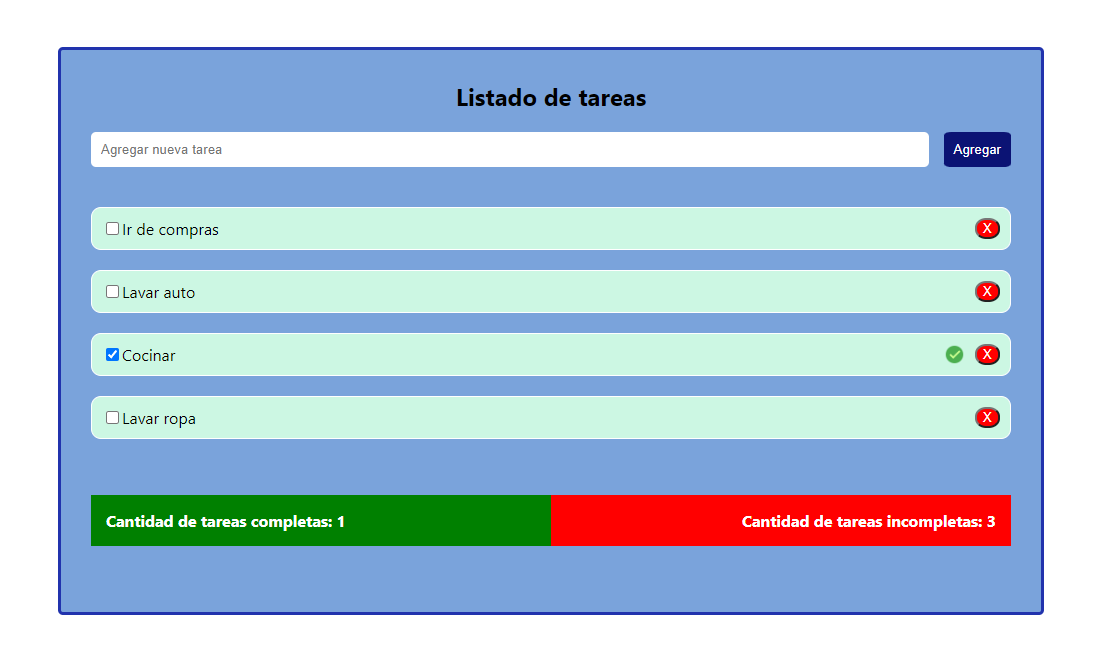 Listado de tareas
Agregar nueva tarea Agregar
Ir de compras X
Lavar auto X
Cocinar X
Lavar ropa X
Cantidad de tareas completas: 1 Cantidad de tareas incompletas: 3